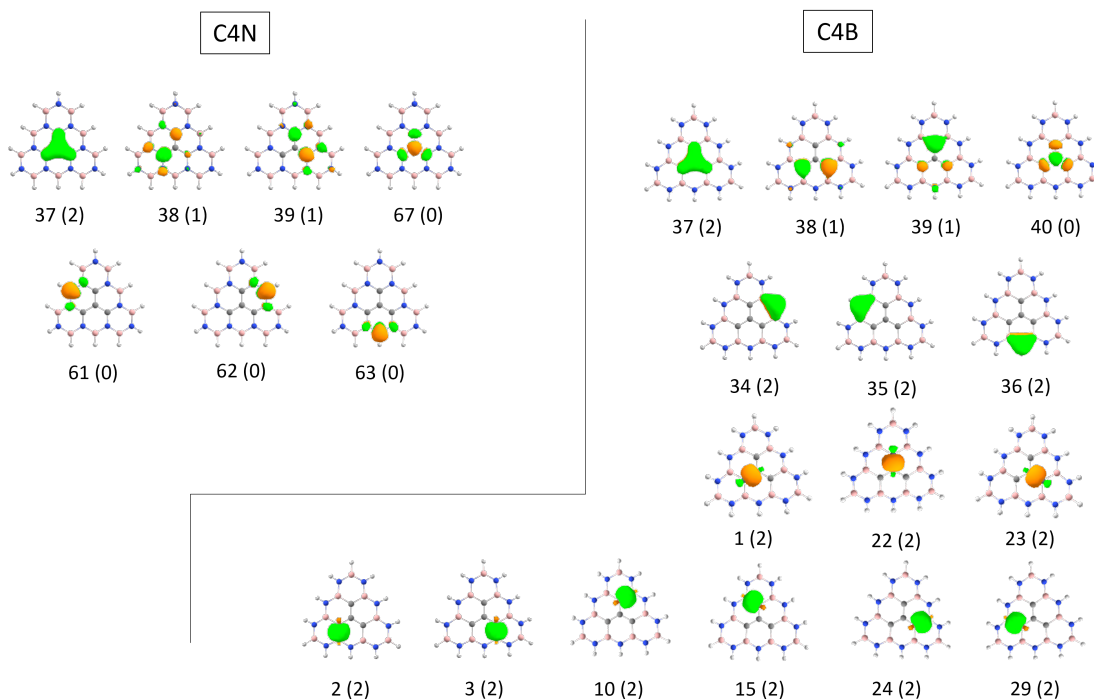 C4N
C4B
37 (2) 38 (1) 39 (1) 67(0)
37 (2) 38 (1) 39 (1) 40 (0)
61 (0) 62 (0) 63 (0)
34 (2) 35 (2) 36 (2)
1 (2) 22 (2) 23 (2)
2 (2) 3 (2) 10 (2) 15 (2) 24 (2) 29 (2)